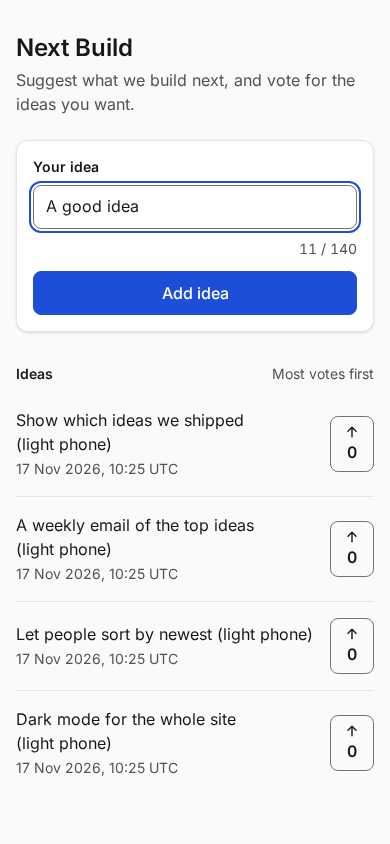 Next Build
Suggest what we build next, and vote for the
ideas you want.
Your idea
A good idea
11 / 140
Add idea
Ideas
Most votes first
Show which ideas we shipped
(light phone)
17 Nov 2026, 10:25 UTC
↑
0
A weekly email of the top ideas
(light phone)
17 Nov 2026, 10:25 UTC
↑
0
Let people sort by newest (light phone)
17 Nov 2026, 10:25 UTC
↑
0
Dark mode for the whole site
(light phone)
17 Nov 2026, 10:25 UTC
↑
0